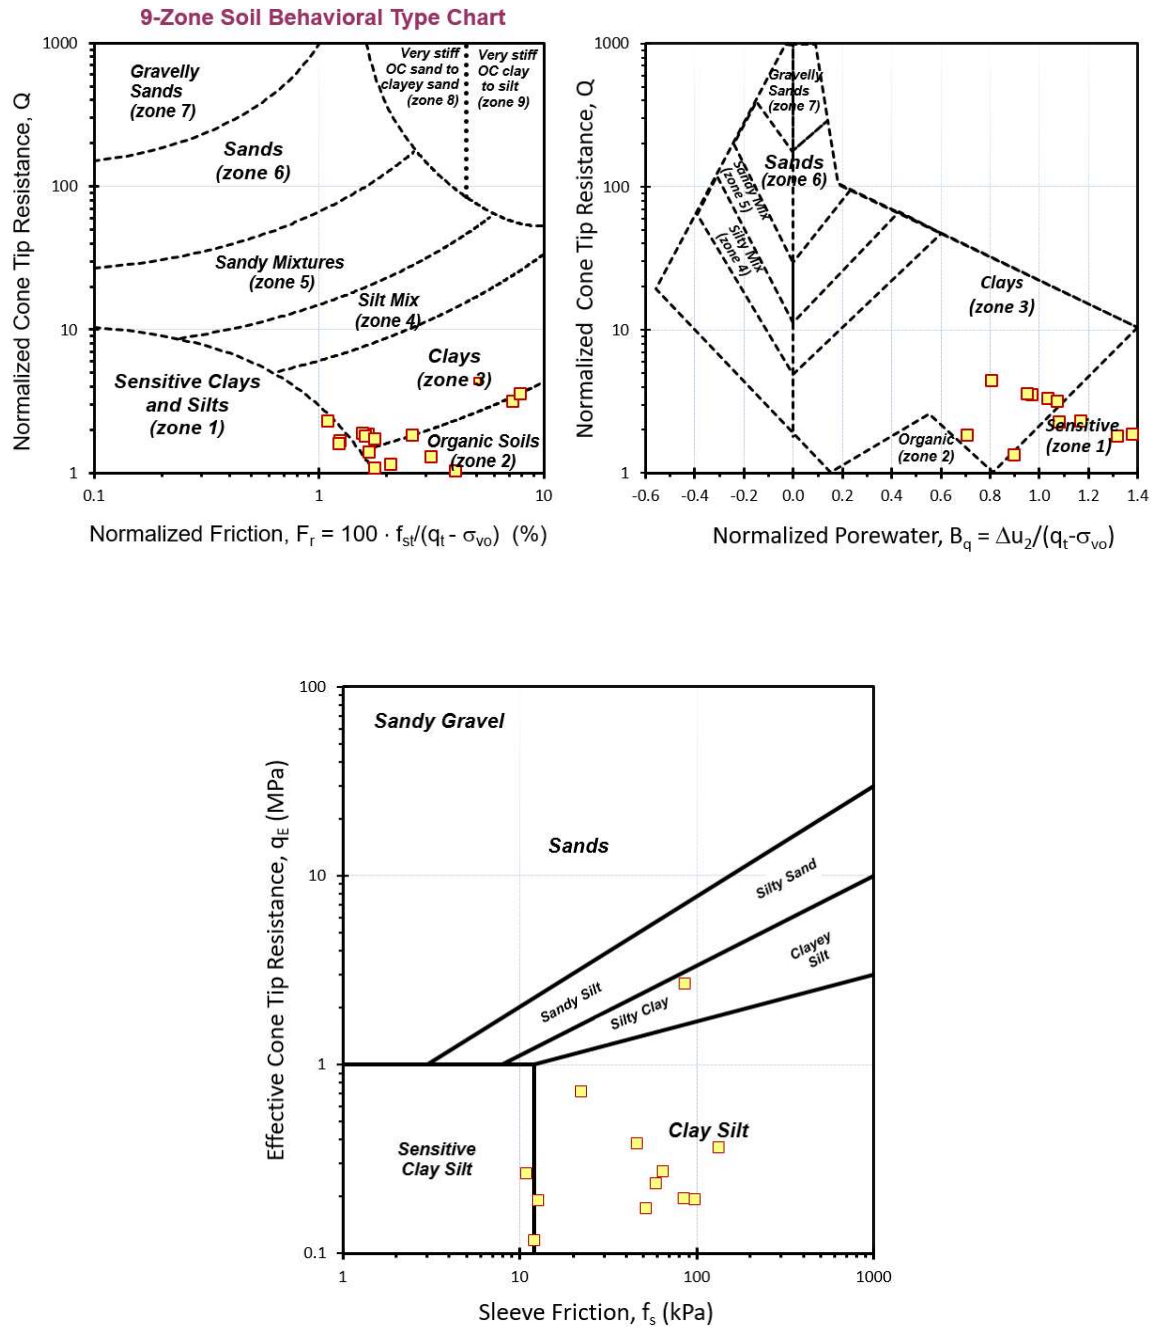 9-Zone Soil Behavioral Type Chart
Normalized Cone Tip Resistance, Q
1000
100
10
1
0.1
1
10
Gravelly
Sands
(zone 7)
Very stiff
OC sand to
clayey sand
(zone 8)
Very stiff
OC clay
to silt
(zone 9)
Sands
(zone 6)
Sandy Mixtures
(zone 5)
Silt Mix
(zone 4)
Clays
(zone 3)
Sensitive Clays
and Silts
(zone 1)
Organic Soils
(zone 2)
Normalized Friction, Fr = 100 · fst/(qt - σvo) (%)
Normalized Cone Tip Resistance, Q
1000
100
10
1
-0.6
-0.4
-0.2
0.0
0.2
0.4
0.6
0.8
1.0
1.2
1.4
Gravelly
Sands
(zone 7)
Sands
(zone 6)
Sandy Mix
(zone 5)
Silty Mix
(zone 4)
Clays
(zone 3)
Organic
(zone 2)
Sensitive
(zone 1)
Normalized Porewater, Bq = Δu2/(qt-σvo)
Effective Cone Tip Resistance, qE (MPa)
100
10
1
0.1
1
10
100
1000
Sandy Gravel
Sands
Silty Sand
Clayey
Silt
Sandy Silt
Silty Clay
Clay Silt
Sensitive
Clay Silt
Sleeve Friction, fs (kPa)